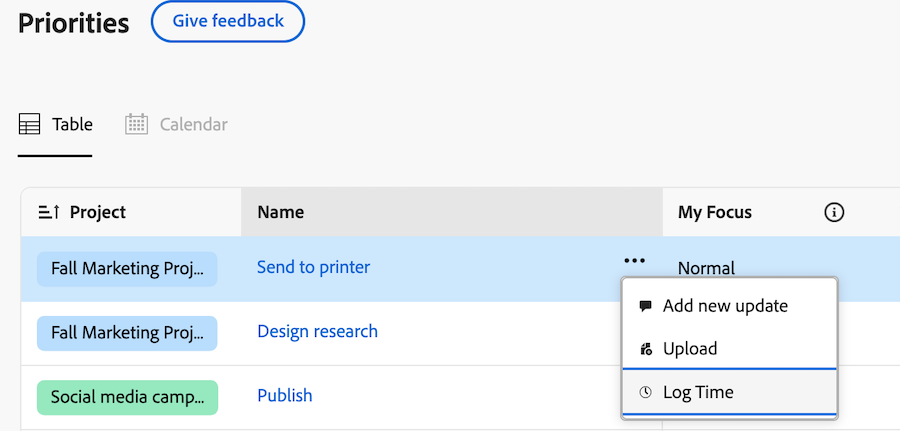 Priorities Give feedback
Table Calendar
Project Name My Focus
Fall Marketing Proj... Send to printer ••• Normal
Add new update
Fall Marketing Proj... Design research
Upload
Log Time
Social media camp... Publish